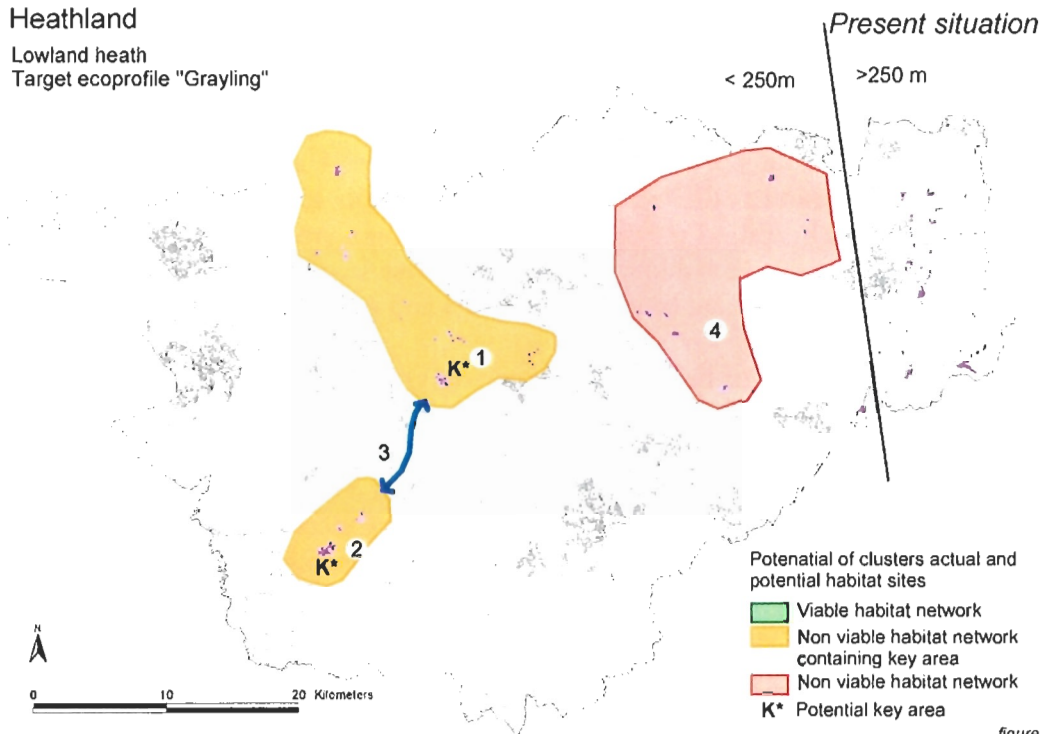 Heathland
Lowland heath
Target ecoprofile "Grayling"
Present situation
< 250m
>250 m
K* 1
3
2
K*
4
N
0 10 20 Kilometers
Potenatial of clusters actual and
potential habitat sites
Viable habitat network
Non viable habitat network
containing key area
Non viable habitat network
K* Potential key area
figure